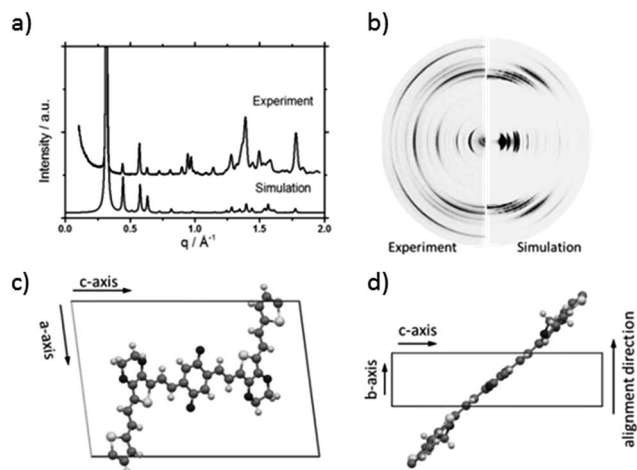 a)
b)
Intensity / a.u.
Experiment
Simulation
0.0 0.5 1.0 1.5 2.0
q / Å⁻¹
Experiment Simulation
c)
c-axis
a-axis
d)
c-axis
b-axis
alignment direction